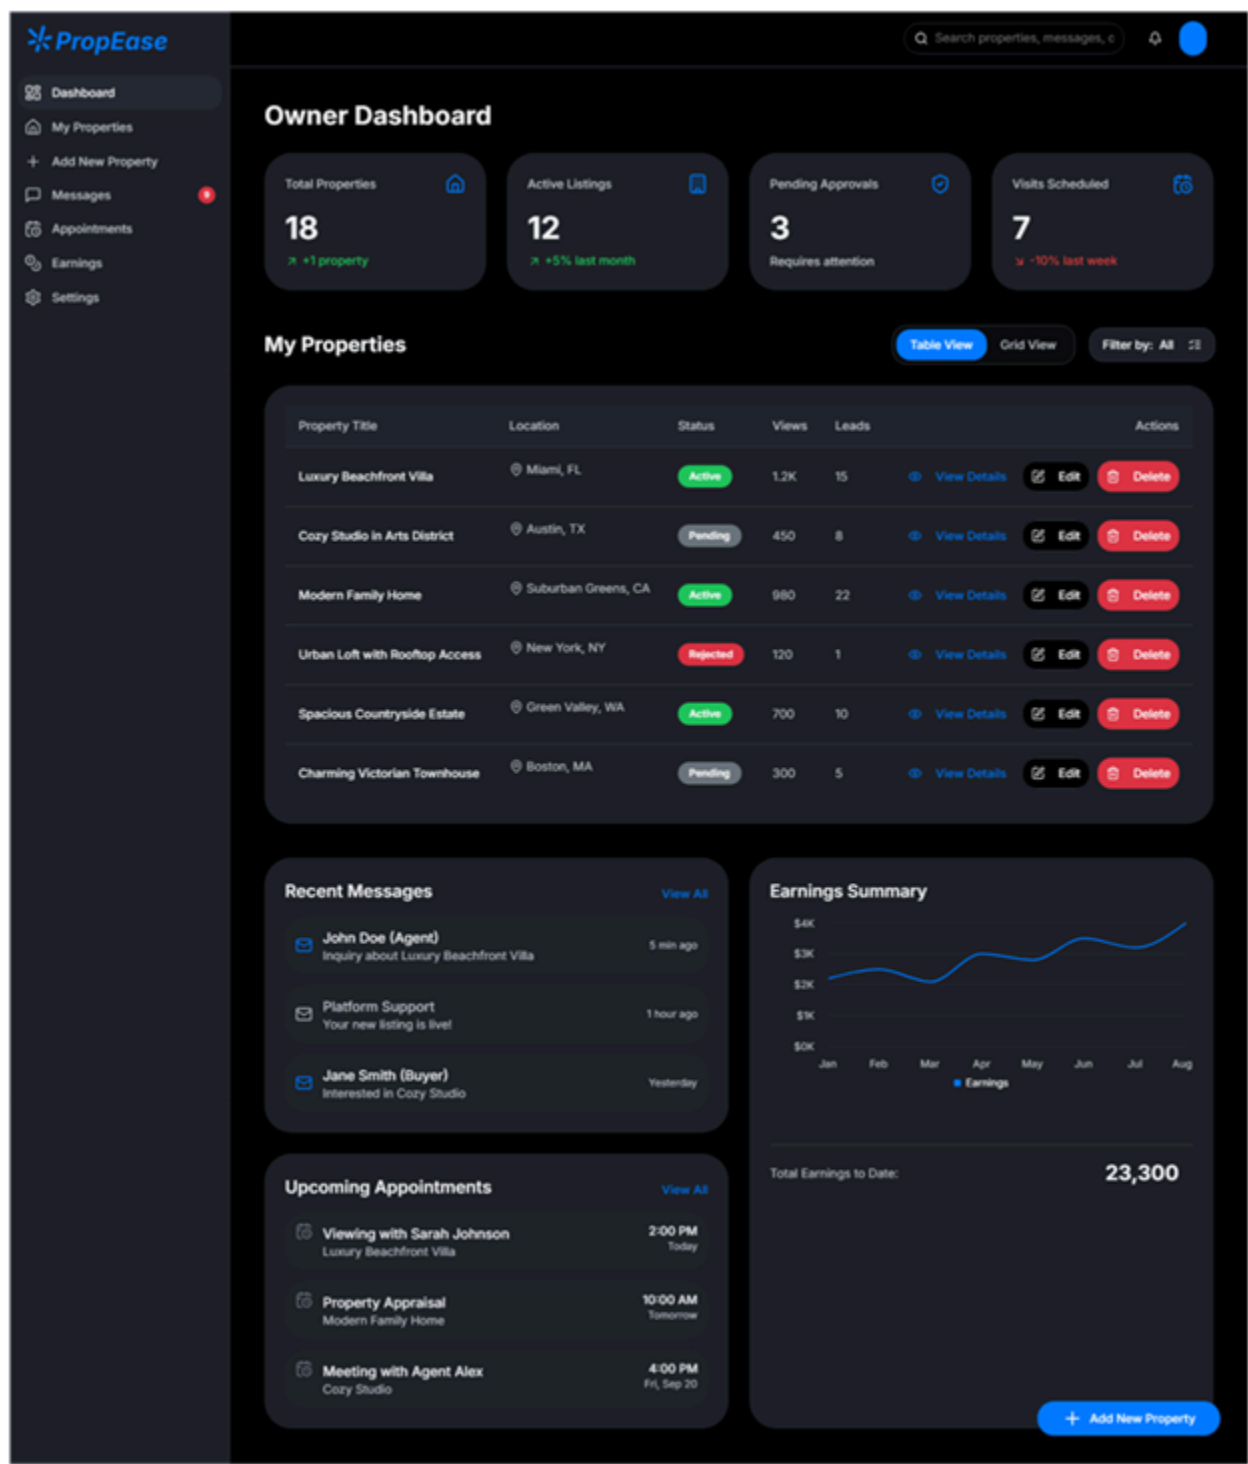 PropEase
Search properties, messages, c
Dashboard
My Properties
Add New Property
Messages 9
Appointments
Earnings
Settings
Owner Dashboard
Total Properties
18
+1 property
Active Listings
12
+5% last month
Pending Approvals
3
Requires attention
Visits Scheduled
7
-10% last week
My Properties
Table View Grid View Filter by: All
Property Title Location Status Views Leads Actions
Luxury Beachfront Villa Miami, FL Active 1.2K 15 View Details Edit Delete
Cozy Studio in Arts District Austin, TX Pending 450 8 View Details Edit Delete
Modern Family Home Suburban Greens, CA Active 980 22 View Details Edit Delete
Urban Loft with Rooftop Access New York, NY Rejected 120 1 View Details Edit Delete
Spacious Countryside Estate Green Valley, WA Active 700 10 View Details Edit Delete
Charming Victorian Townhouse Boston, MA Pending 300 5 View Details Edit Delete
Recent Messages View All
John Doe (Agent)
Inquiry about Luxury Beachfront Villa
5 min ago
Platform Support
Your new listing is live!
1 hour ago
Jane Smith (Buyer)
Interested in Cozy Studio
Yesterday
Upcoming Appointments View All
Viewing with Sarah Johnson
Luxury Beachfront Villa
2:00 PM
Today
Property Appraisal
Modern Family Home
10:00 AM
Tomorrow
Meeting with Agent Alex
Cozy Studio
4:00 PM
Fri, Sep 20
Earnings Summary
$4K
$3K
$2K
$1K
$0K
Jan Feb Mar Apr May Jun Jul Aug
Earnings
Total Earnings to Date: 23,300
Add New Property